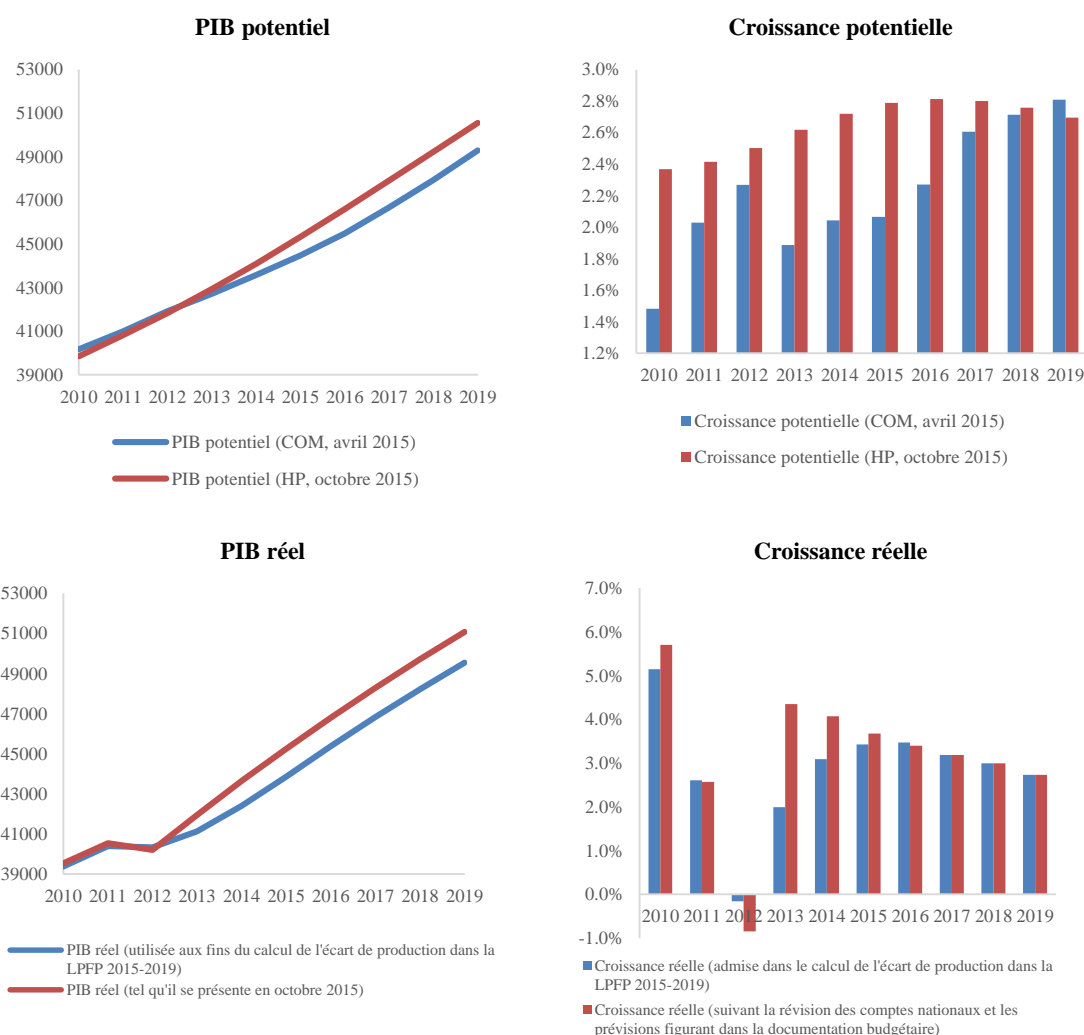 PIB potentiel
53000
51000
49000
47000
45000
43000
41000
39000
2010 2011 2012 2013 2014 2015 2016 2017 2018 2019
PIB potentiel (COM, avril 2015)
PIB potentiel (HP, octobre 2015)
Croissance potentielle
3.0%
2.8%
2.6%
2.4%
2.2%
2.0%
1.8%
1.6%
1.4%
1.2%
2010 2011 2012 2013 2014 2015 2016 2017 2018 2019
Croissance potentielle (COM, avril 2015)
Croissance potentielle (HP, octobre 2015)
PIB réel
53000
51000
49000
47000
45000
43000
41000
39000
2010 2011 2012 2013 2014 2015 2016 2017 2018 2019
PIB réel (utilisée aux fins du calcul de l'écart de production dans la
LPFP 2015-2019)
PIB réel (tel qu'il se présente en octobre 2015)
Croissance réelle
7.0%
6.0%
5.0%
4.0%
3.0%
2.0%
1.0%
0.0%
-1.0%
2010 2011 2012 2013 2014 2015 2016 2017 2018 2019
Croissance réelle (admise dans le calcul de l'écart de production dans la
LPFP 2015-2019)
Croissance réelle (suivant la révision des comptes nationaux et les
prévisions figurant dans la documentation budgétaire)